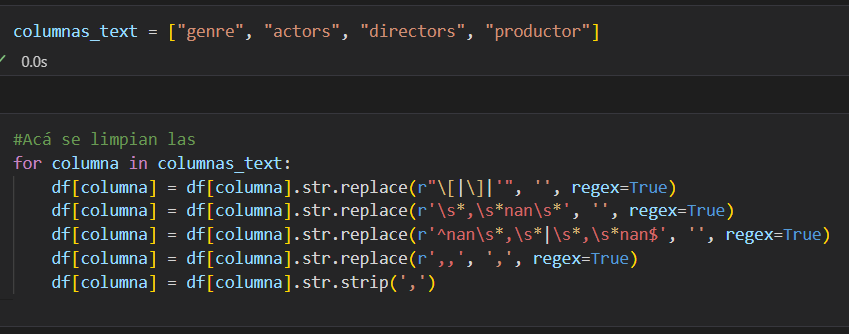 columnas_text = ["genre", "actors", "directors", "productor"]
0.0s
#Acá se limpian las
for columna in columnas_text:
    df[columna] = df[columna].str.replace(r"\[|\]|'", '', regex=True)
    df[columna] = df[columna].str.replace(r'\s*,\s*nan\s*', '', regex=True)
    df[columna] = df[columna].str.replace(r'^nan\s*,\s*|\s*,\s*nan$', '', regex=True)
    df[columna] = df[columna].str.replace(r',,', ',', regex=True)
    df[columna] = df[columna].str.strip(',')